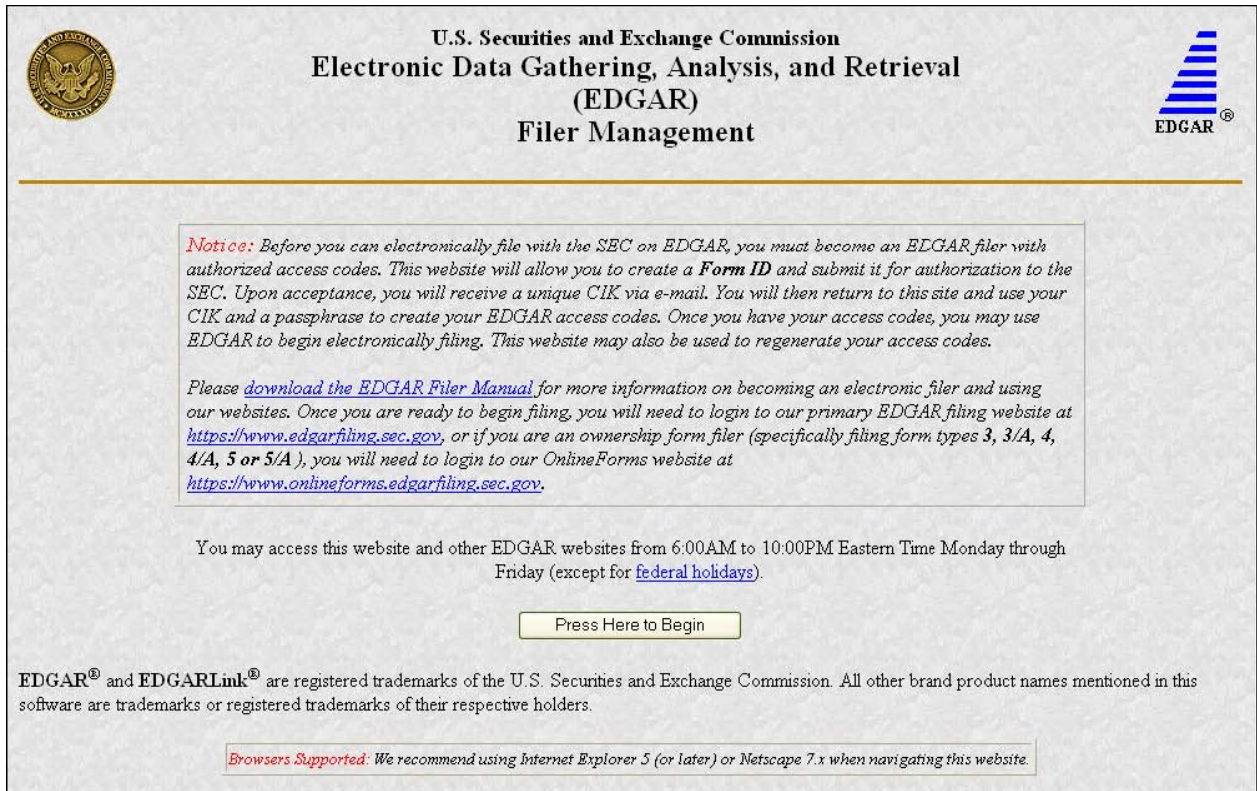 U.S. Securities and Exchange Commission
Electronic Data Gathering, Analysis, and Retrieval
(EDGAR)
Filer Management
EDGAR ®
Notice: Before you can electronically file with the SEC on EDGAR, you must become an EDGAR filer with
authorized access codes. This website will allow you to create a Form ID and submit it for authorization to the
SEC. Upon acceptance, you will receive a unique CIK via e-mail. You will then return to this site and use your
CIK and a passphrase to create your EDGAR access codes. Once you have your access codes, you may use
EDGAR to begin electronically filing. This website may also be used to regenerate your access codes.
Please download the EDGAR Filer Manual for more information on becoming an electronic filer and using
our websites. Once you are ready to begin filing, you will need to login to our primary EDGAR filing website at
https://www.edgarfiling.sec.gov, or if you are an ownership form filer (specifically filing form types 3, 3/A, 4,
4/A, 5 or 5/A ), you will need to login to our OnlineForms website at
https://www.onlineforms.edgarfiling.sec.gov.
You may access this website and other EDGAR websites from 6:00AM to 10:00PM Eastern Time Monday through
Friday (except for federal holidays).
Press Here to Begin
EDGAR® and EDGARLink® are registered trademarks of the U.S. Securities and Exchange Commission. All other brand product names mentioned in this
software are trademarks or registered trademarks of their respective holders.
Browsers Supported: We recommend using Internet Explorer 5 (or later) or Netscape 7.x when navigating this website.